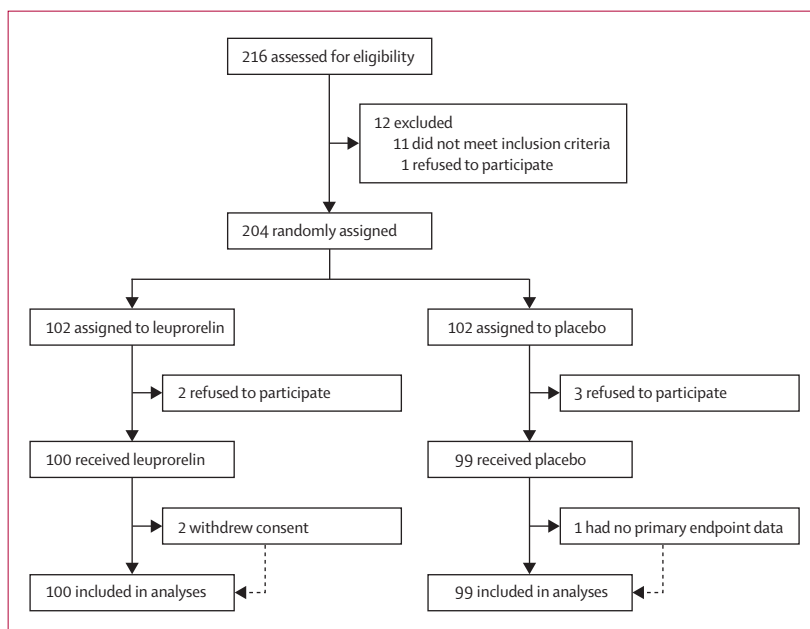 216 assessed for eligibility
12 excluded
11 did not meet inclusion criteria
1 refused to participate
204 randomly assigned
102 assigned to leuprorelin
102 assigned to placebo
2 refused to participate
3 refused to participate
100 received leuprorelin
99 received placebo
2 withdrew consent
1 had no primary endpoint data
100 included in analyses
99 included in analyses